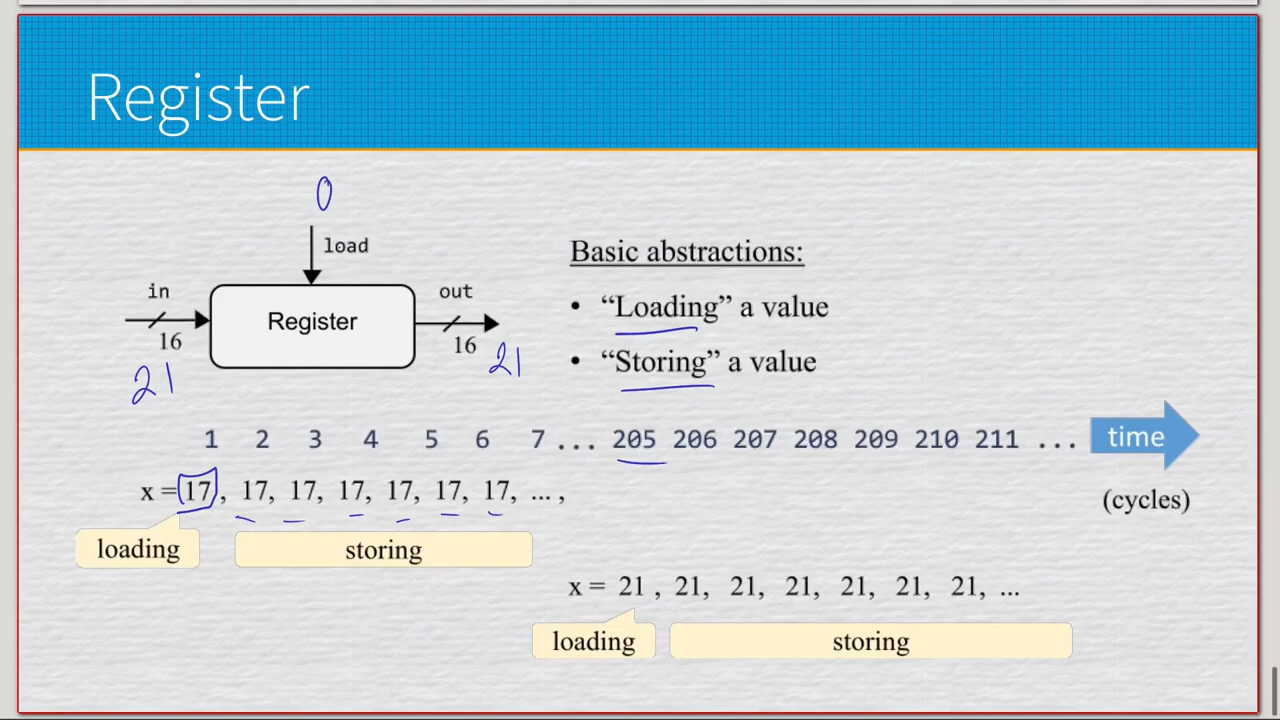 Register
0
load
in
out
Register
16
16
21
21
Basic abstractions:
• “Loading” a value
• “Storing” a value
1 2 3 4 5 6 7 ... 205 206 207 208 209 210 211 ...
time
(cycles)
x = 17, 17, 17, 17, 17, 17, 17, ... ,
loading
storing
x = 21 , 21, 21, 21, 21, 21, 21, ...
loading
storing